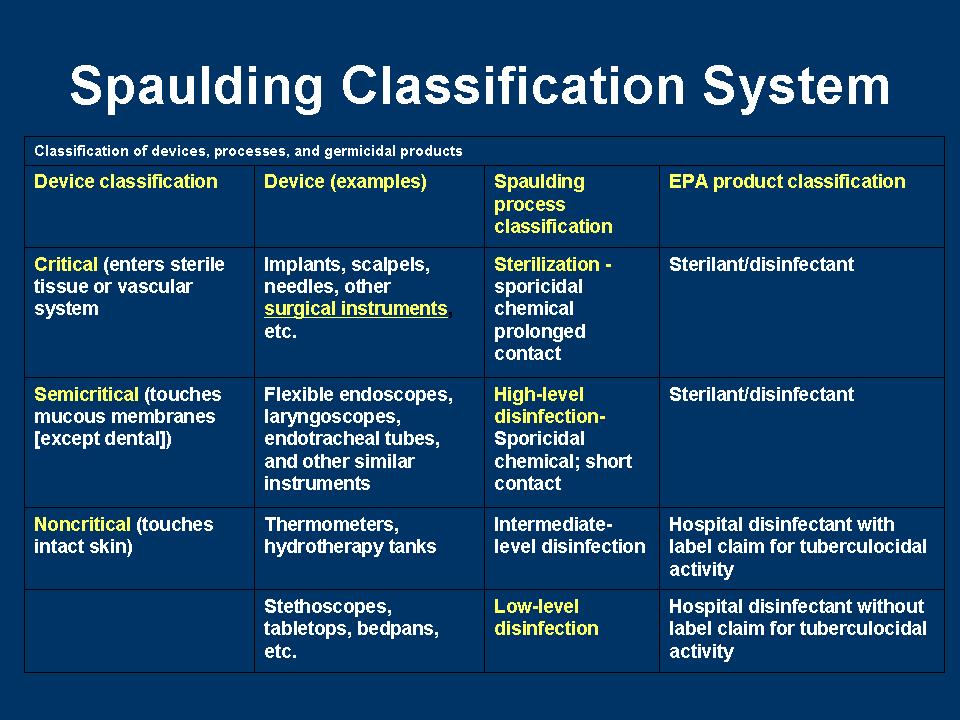 Spaulding Classification System
Classification of devices, processes, and germicidal products
Device classification
Device (examples)
Spaulding
process
classification
EPA product classification
Critical (enters sterile
tissue or vascular
system
Implants, scalpels,
needles, other
surgical instruments,
etc.
Sterilization -
sporicidal
chemical
prolonged
contact
Sterilant/disinfectant
Semicritical (touches
mucous membranes
[except dental])
Flexible endoscopes,
laryngoscopes,
endotracheal tubes,
and other similar
instruments
High-level
disinfection-
Sporicidal
chemical; short
contact
Sterilant/disinfectant
Noncritical (touches
intact skin)
Thermometers,
hydrotherapy tanks
Intermediate-
level disinfection
Hospital disinfectant with
label claim for tuberculocidal
activity
Stethoscopes,
tabletops, bedpans,
etc.
Low-level
disinfection
Hospital disinfectant without
label claim for tuberculocidal
activity